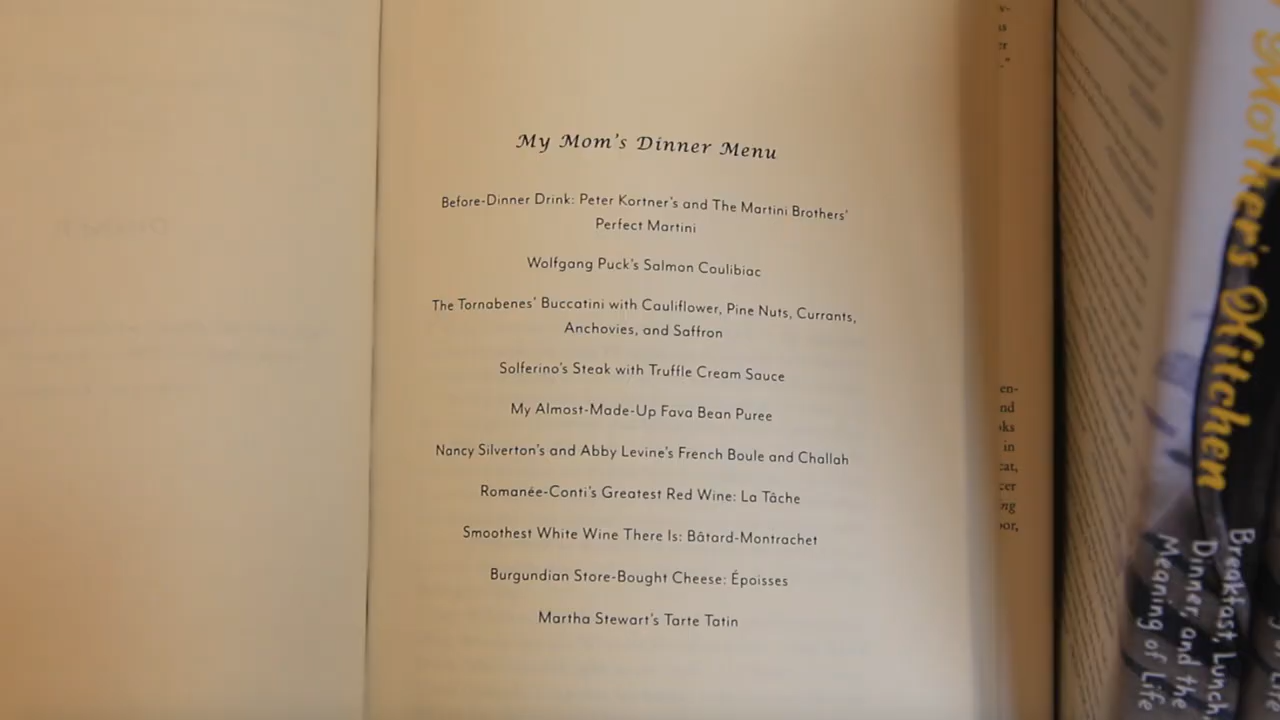 My Mom's Dinner Menu
Before-Dinner Drink: Peter Kortner's and The Martini Brothers'
Perfect Martini
Wolfgang Puck's Salmon Coulibiac
The Tornabenes' Buccatini with Cauliflower, Pine Nuts, Currants,
Anchovies, and Saffron
Solferino's Steak with Truffle Cream Sauce
My Almost-Made-Up Fava Bean Puree
Nancy Silverton's and Abby Levine's French Boule and Challah
Romanée-Conti's Greatest Red Wine: La Tâche
Smoothest White Wine There Is: Bâtard-Montrachet
Burgundian Store-Bought Cheese: Époisses
Martha Stewart's Tarte Tatin
Mother's Kitchen
Breakfast, Lunch
Dinner, and the
Meaning of Life